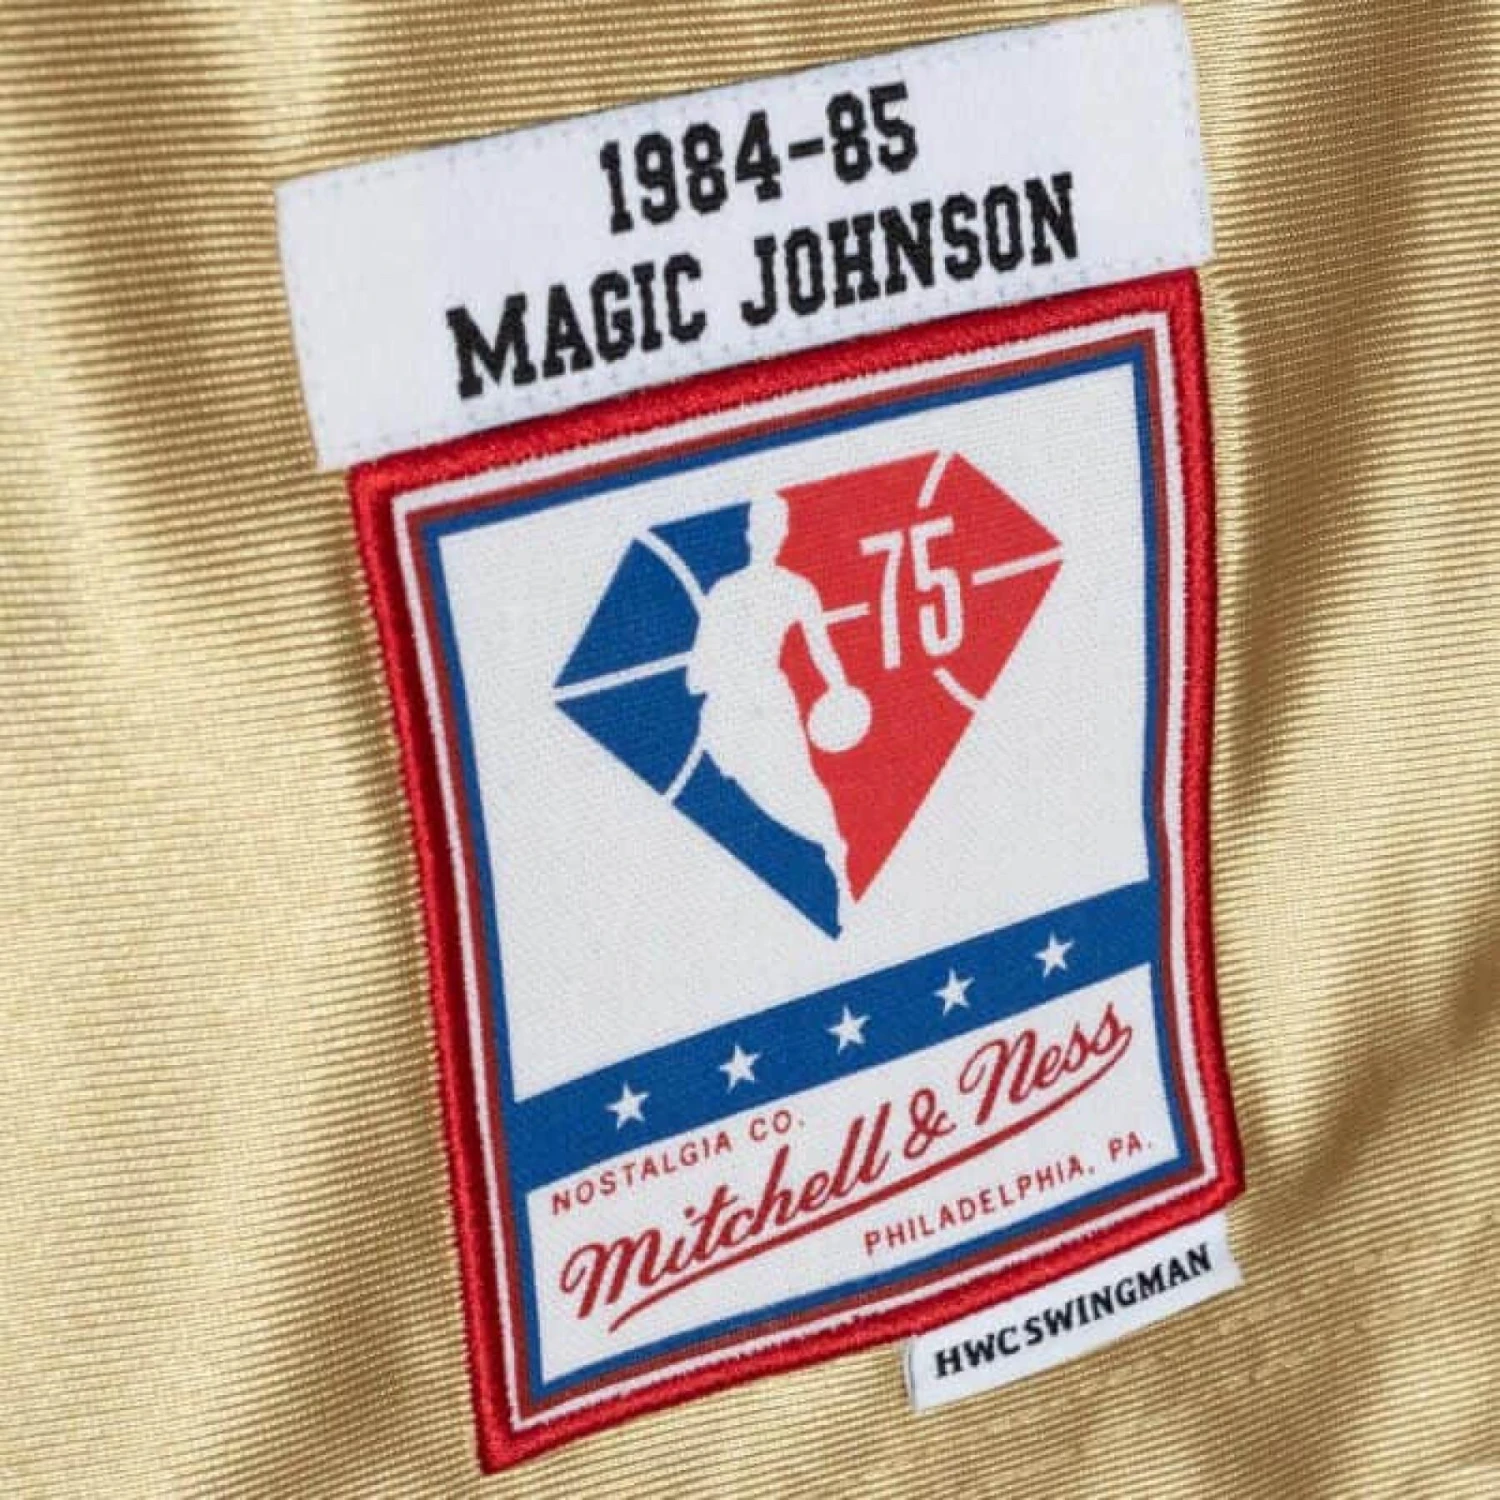 1984-85
MAGIC JOHNSON
75
NOSTALGIA CO.
Mitchell & Ness
PHILADELPHIA, PA.
HWC SWINGMAN